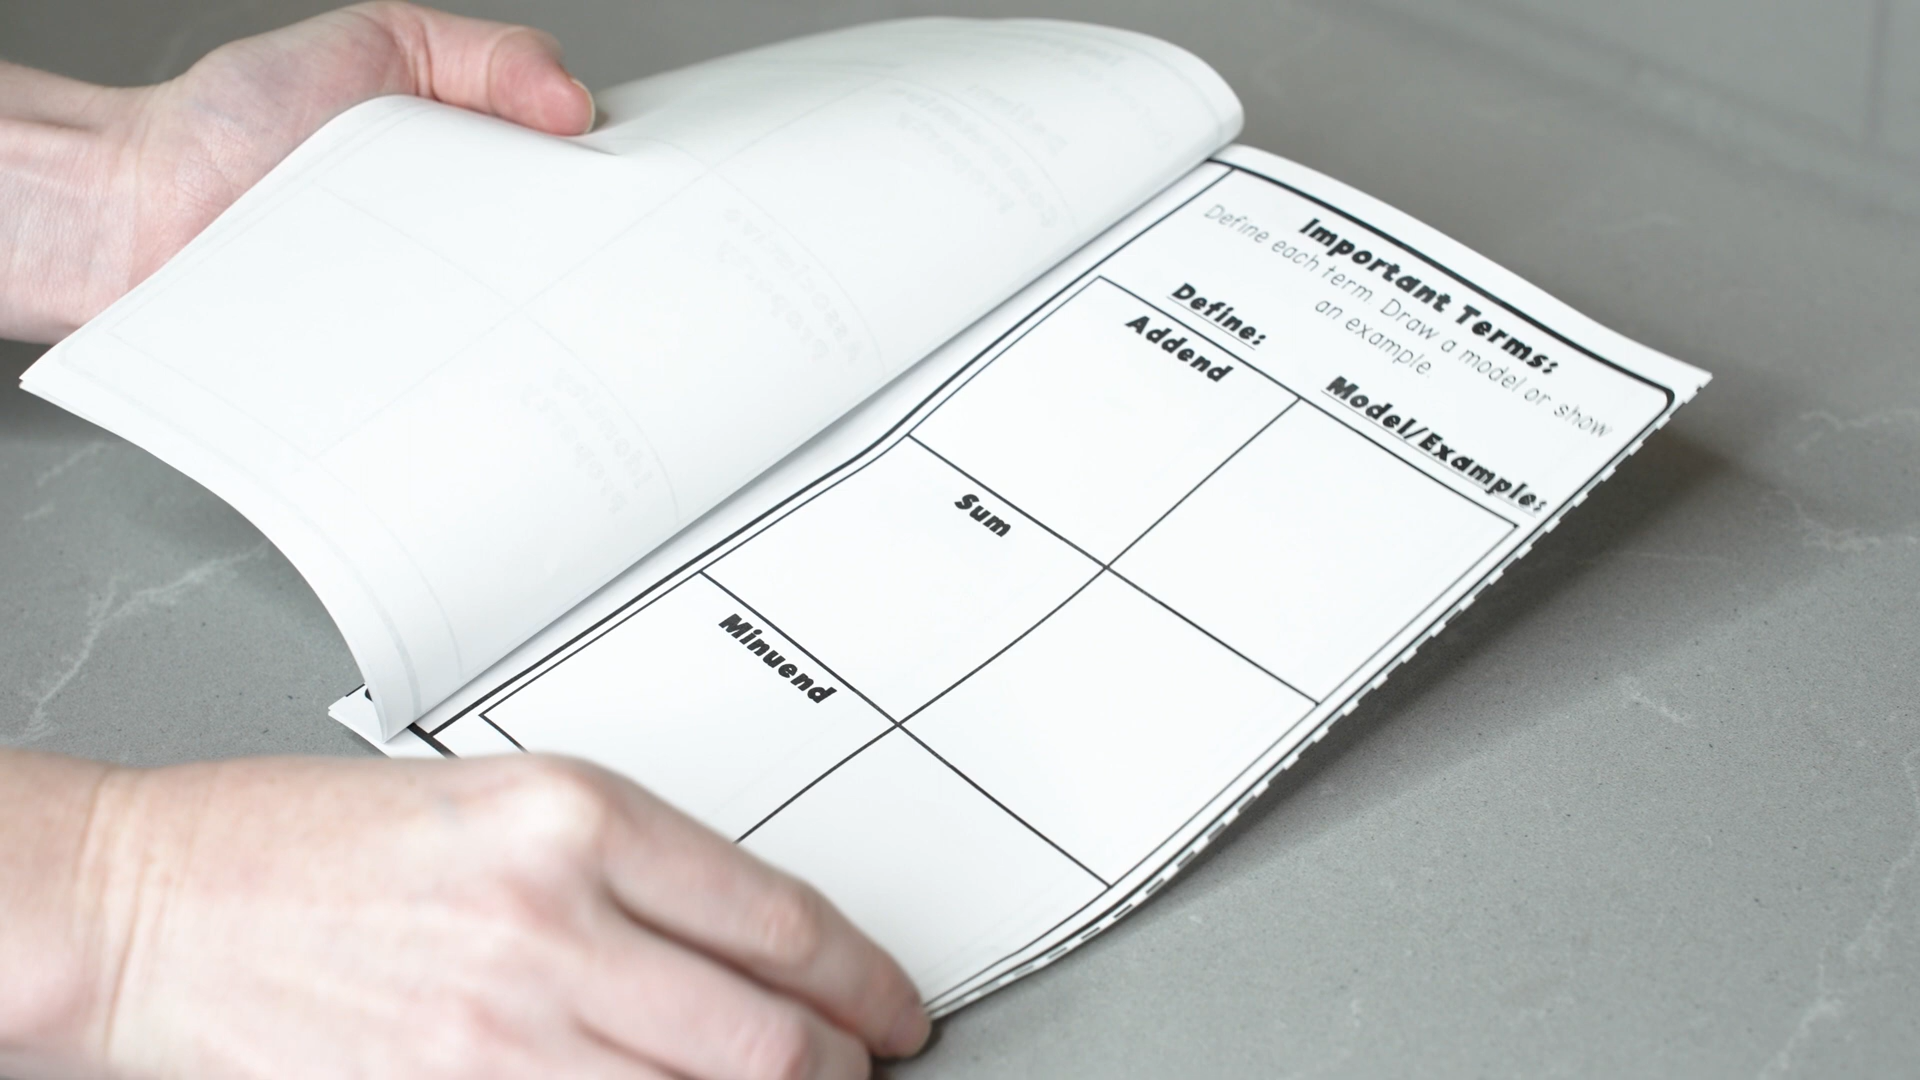 Important Terms:
Define each term. Draw a model or show
an example.
Define:
Model/Example:
Addend
Sum
Minuend